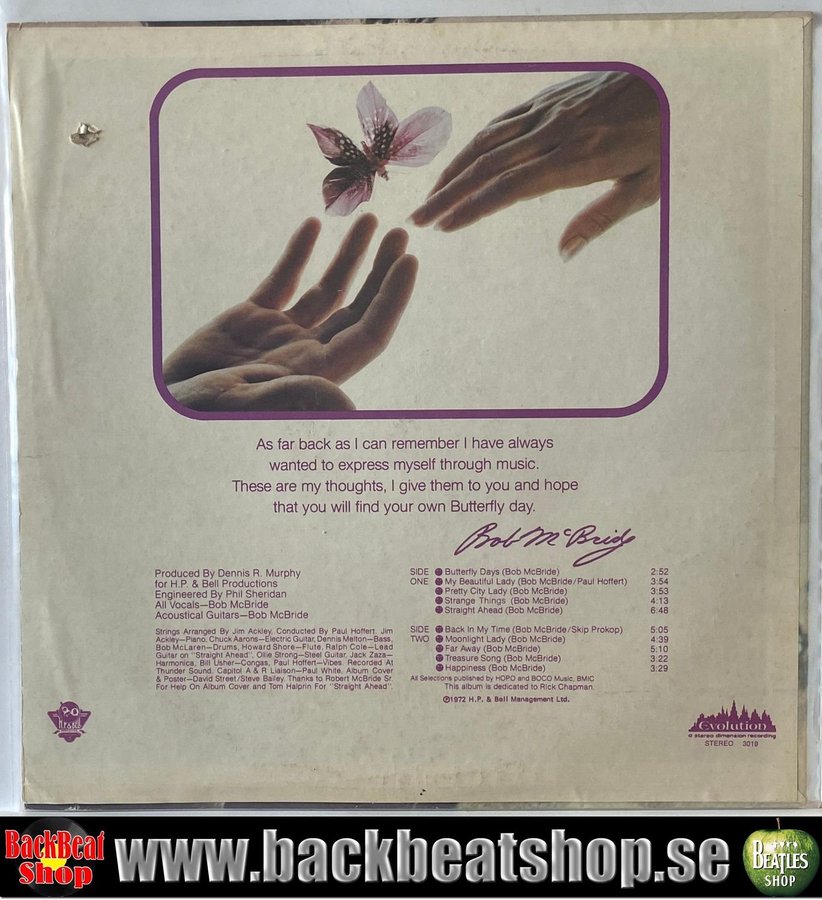 As far back as I can remember I have always
wanted to express myself through music.
These are my thoughts, I give them to you and hope
that you will find your own Butterfly day.
Bob McBride
Produced By Dennis R. Murphy
for H.P. & Bell Productions
Engineered By Phil Sheridan
All Vocals—Bob McBride
Acoustical Guitars—Bob McBride
Strings Arranged By Jim Ackley, Conducted By Paul Hoffert. Jim
Ackley—Piano, Chuck Aarons—Electric Guitar, Dennis Melton—Bass,
Bob McLaren—Drums, Howard Shore—Flute, Ralph Cole—Lead
Guitar on "Straight Ahead", Ollie Strong—Steel Guitar, Jack Zaza—
Harmonica, Bill Usher—Congas, Paul Hoffert—Vibes. Recorded At
Thunder Sound. Capitol A & R Liaison—Paul White. Album Cover
& Poster—David Street/Steve Bailey. Thanks to Robert McBride Sr.
For Help On Album Cover and Tom Halprin For "Straight Ahead".
SIDE Butterfly Days (Bob McBride) 2:52
ONE My Beautiful Lady (Bob McBride/Paul Hoffert) 3:54
Pretty City Lady (Bob McBride) 3:53
Strange Things (Bob McBride) 4:13
Straight Ahead (Bob McBride) 6:48
SIDE Back In My Time (Bob McBride/Skip Prokop) 5:05
TWO Moonlight Lady (Bob McBride) 4:39
Far Away (Bob McBride) 5:10
Treasure Song (Bob McBride) 3:22
Happiness (Bob McBride) 3:29
All Selections published by HOPO and BOCO Music, BMIC
This album is dedicated to Rick Chapman.
℗1972 H.P. & Bell Management Ltd.
H.P. & Bell
Evolution
a stereo dimension recording
STEREO 3019
BackBeat
Shop
www.backbeatshop.se
BEATLES
SHOP